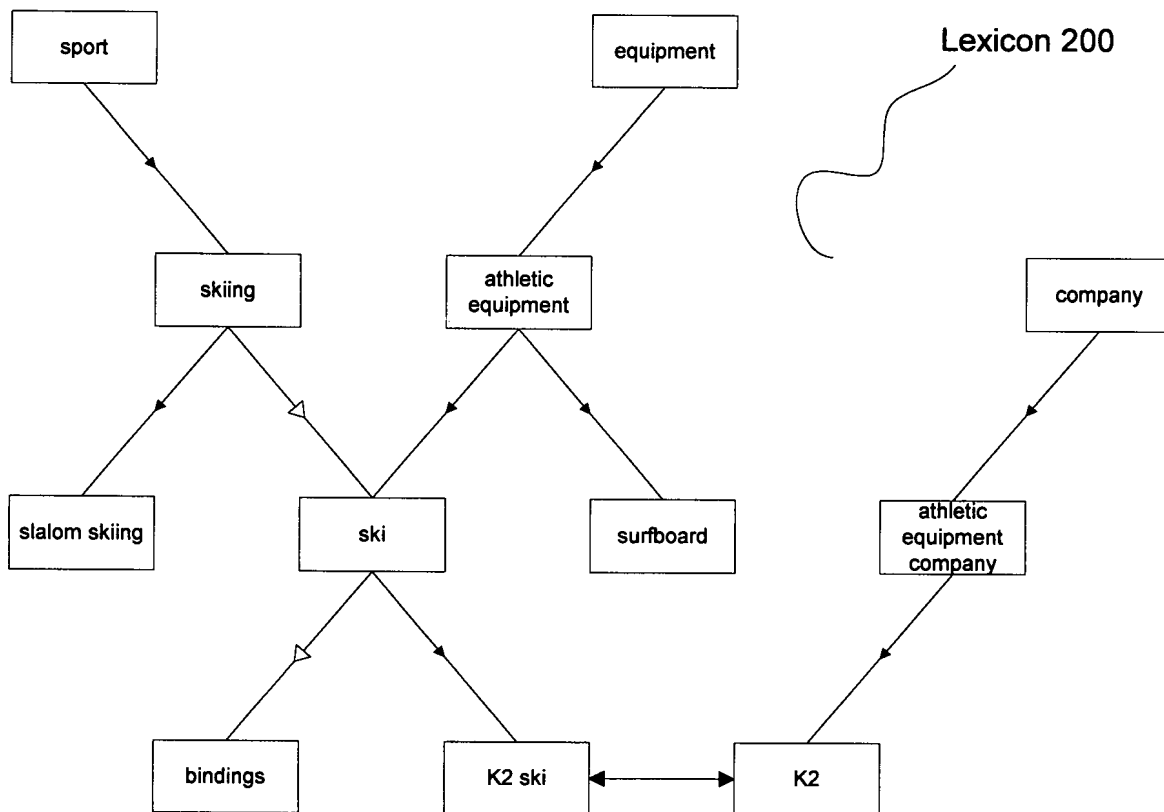 sport
equipment
Lexicon 200
skiing
athletic
equipment
company
slalom skiing
ski
surfboard
athletic
equipment
company
bindings
K2 ski
K2